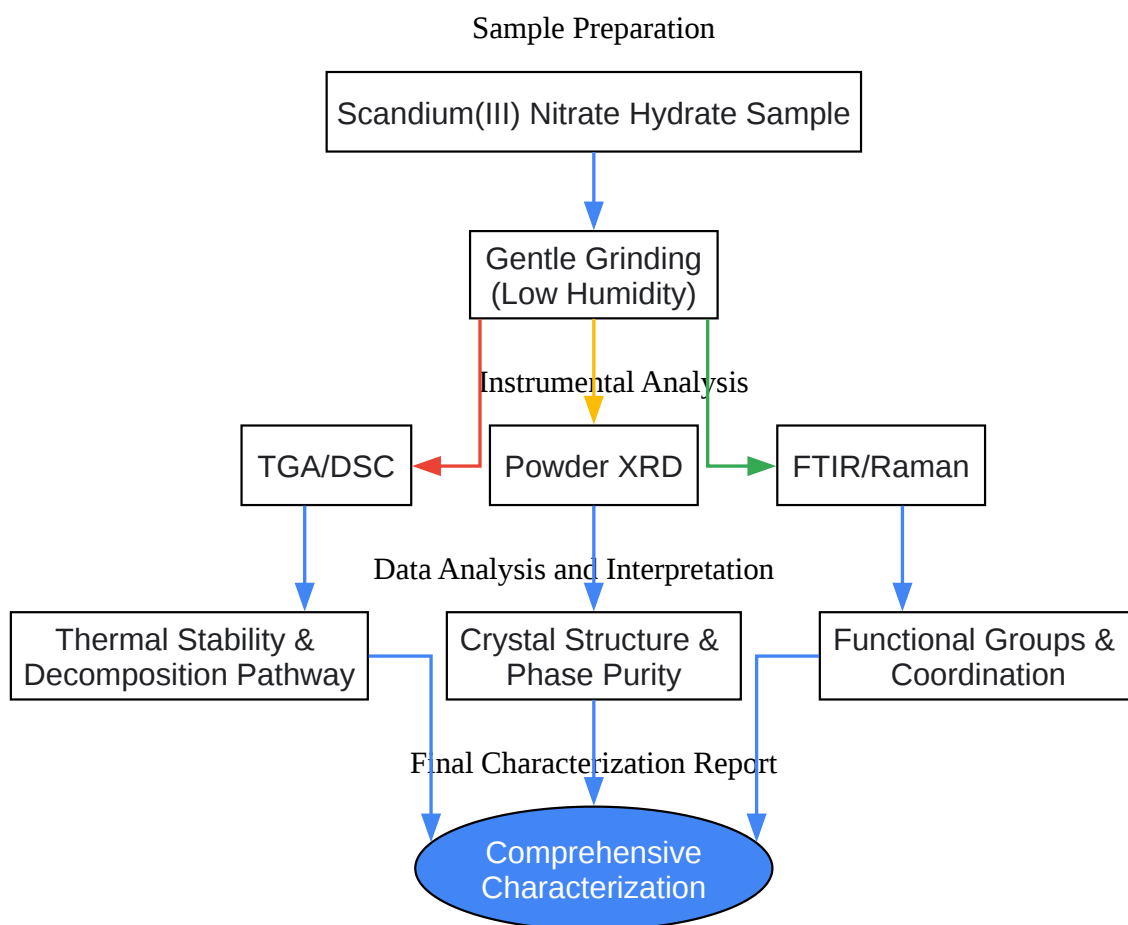 Sample Preparation
Scandium(III) Nitrate Hydrate Sample
Gentle Grinding
(Low Humidity)
Instrumental Analysis
TGA/DSC
Powder XRD
FTIR/Raman
Data Analysis and Interpretation
Thermal Stability &
Decomposition Pathway
Crystal Structure &
Phase Purity
Functional Groups &
Coordination
Final Characterization Report
Comprehensive
Characterization